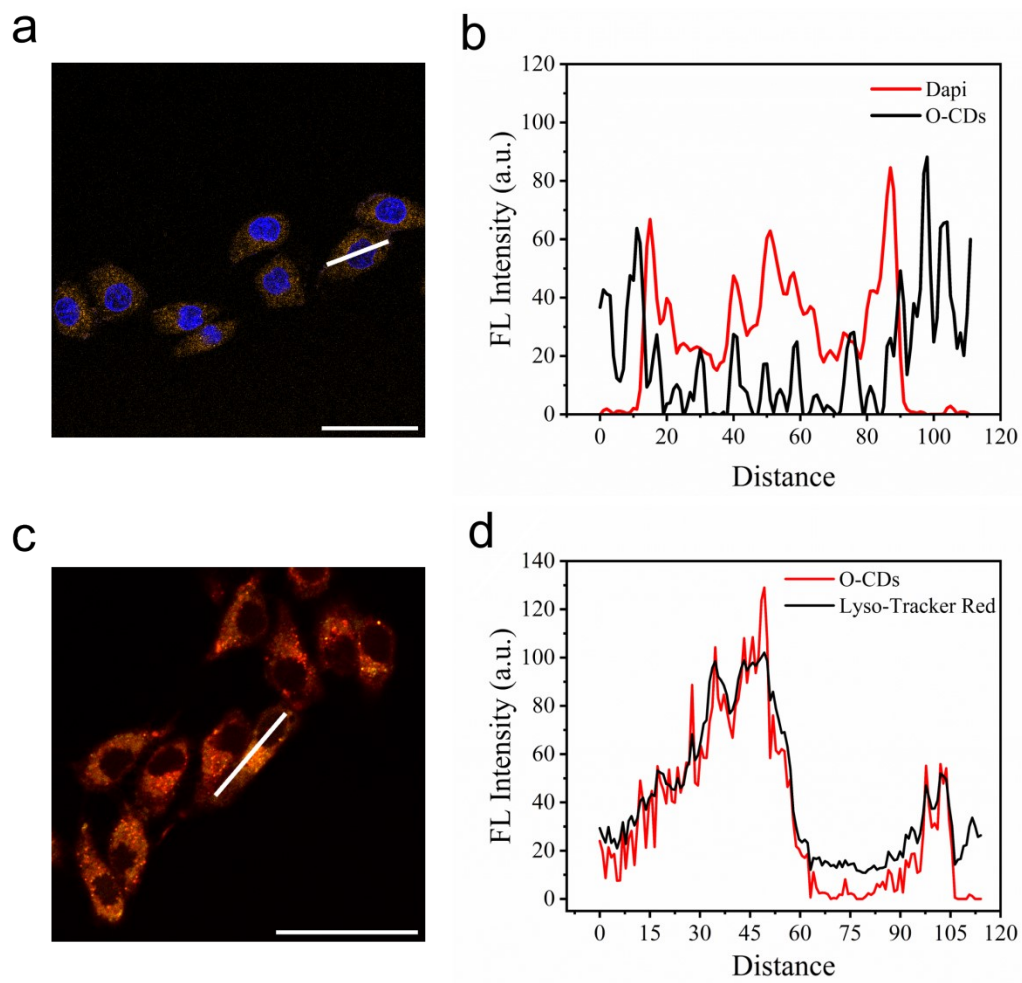 a
b
120
100
80
60
40
20
0
FL Intensity (a.u.)
Dapi
O-CDs
0 20 40 60 80 100 120
Distance
c
d
140
120
100
80
60
40
20
0
FL Intensity (a.u.)
O-CDs
Lyso-Tracker Red
0 15 30 45 60 75 90 105 120
Distance